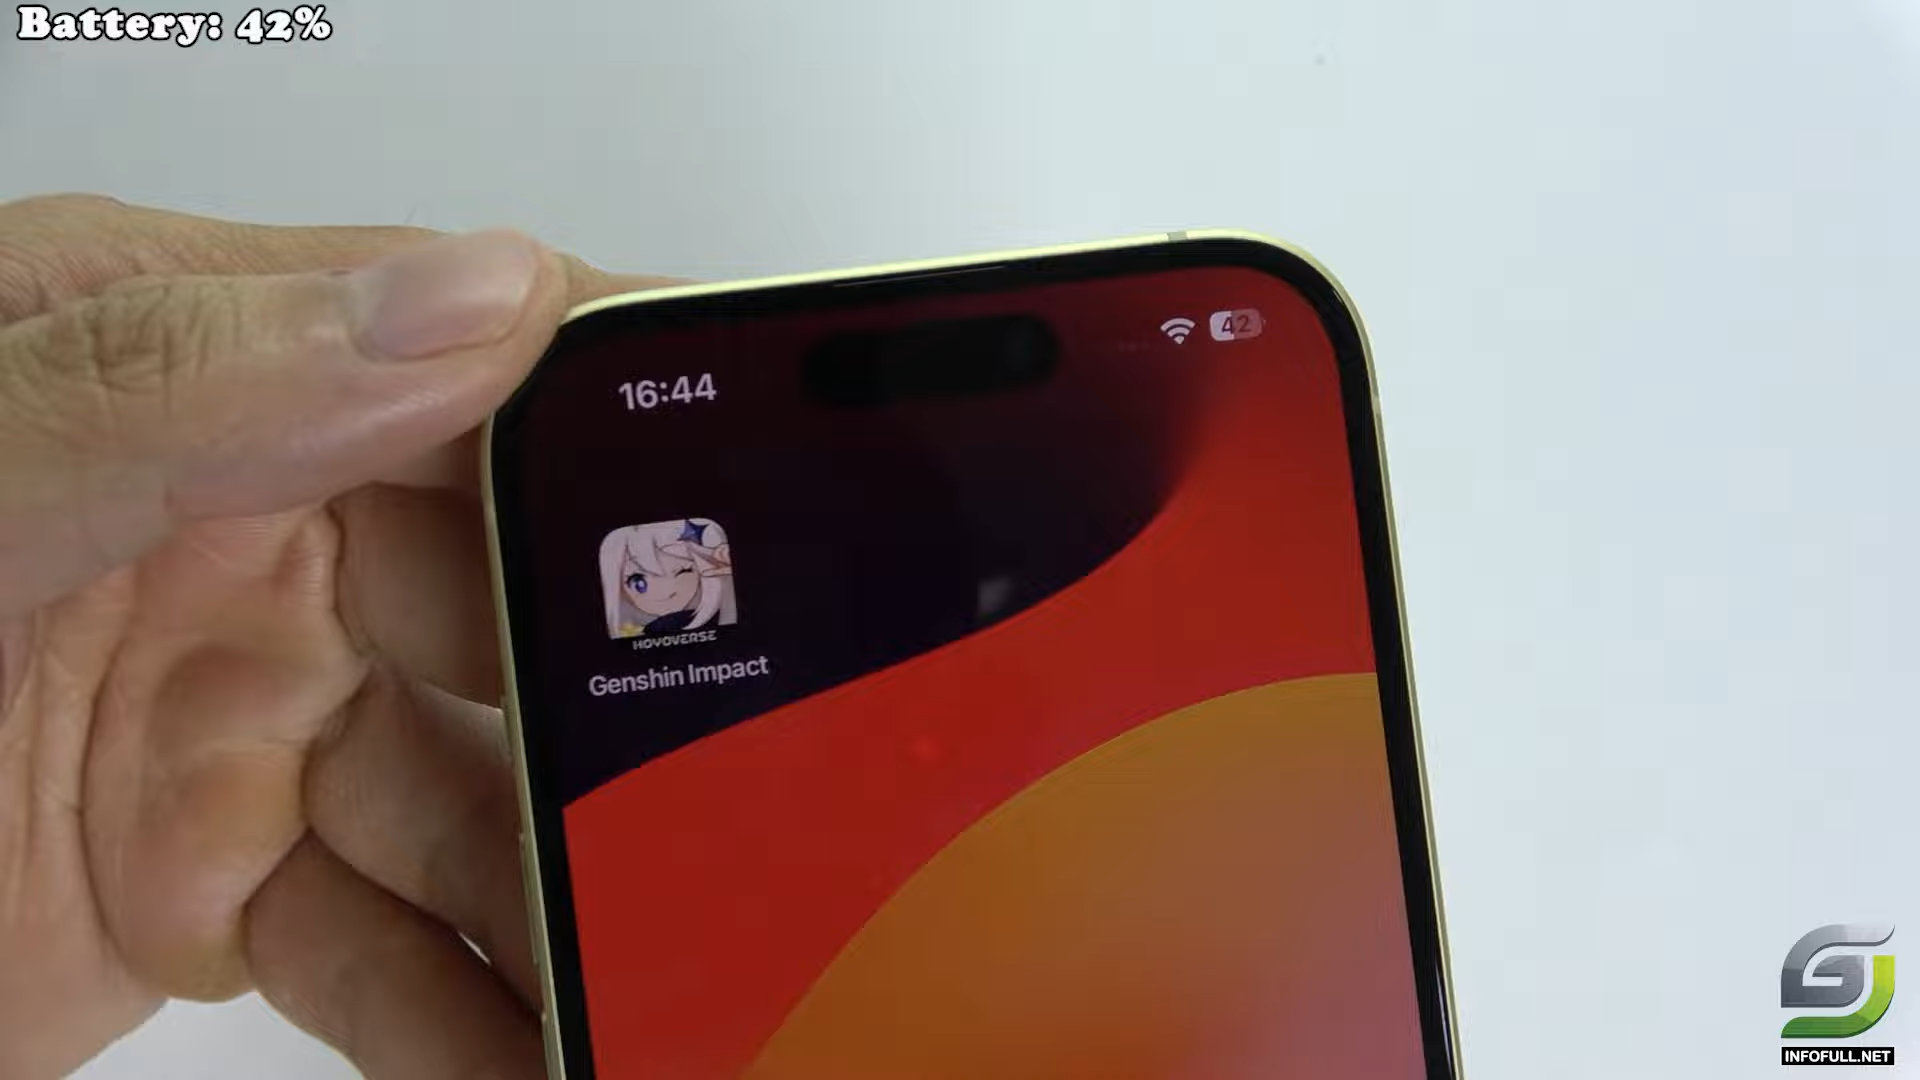 Battery: 42%
16:44
42
HOYOVERSE
Genshin Impact
INFOFULL.NET